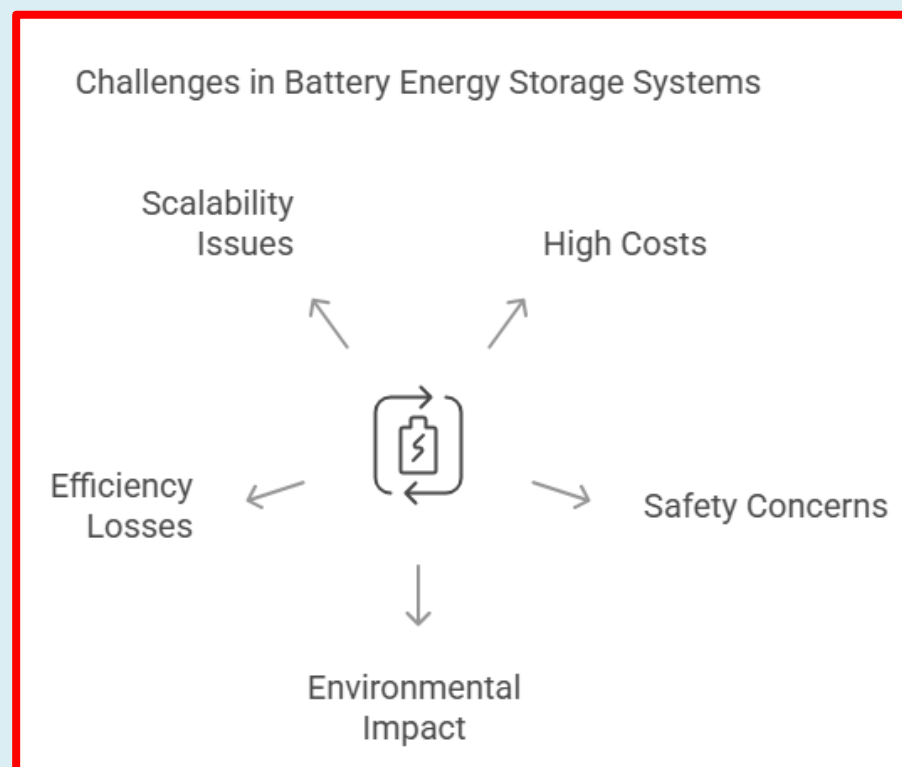 Challenges in Battery Energy Storage Systems
Scalability
Issues
High Costs
Efficiency
Losses
Safety Concerns
Environmental
Impact